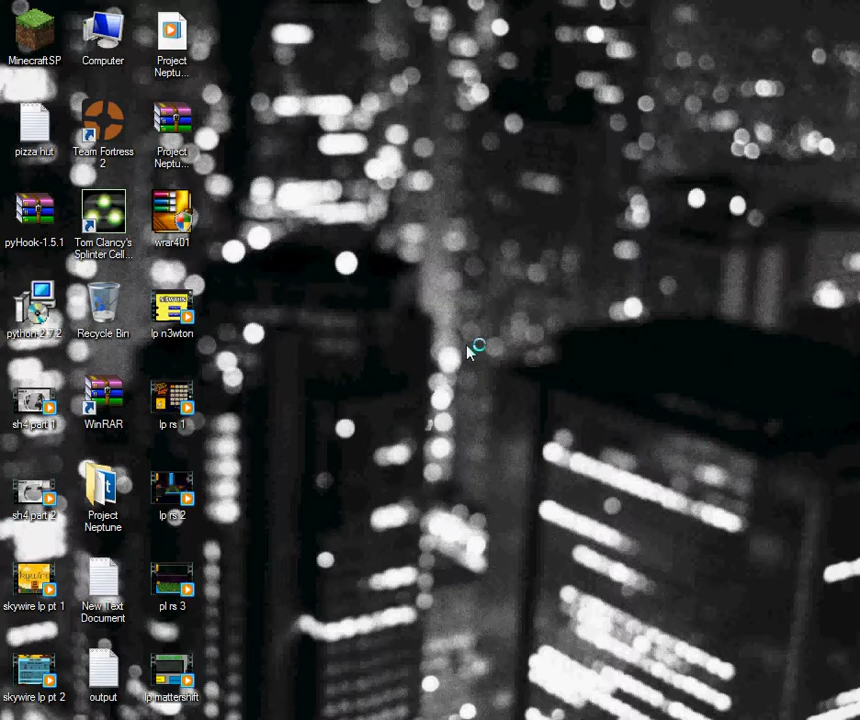 MinecraftSP
Computer
Project
Neptu...
pizza hut
Team Fortress
2
Project
Neptu...
pyHook-1.5.1
Tom Clancy's
Splinter Cell...
wrar401
python-2.7.2
Recycle Bin
lp n3wton
sh4 part 1
WinRAR
lp rs 1
sh4 part 2
Project
Neptune
lp rs 2
skywire lp pt 1
New Text
Document
pl rs 3
skywire lp pt 2
output
lp mattershift